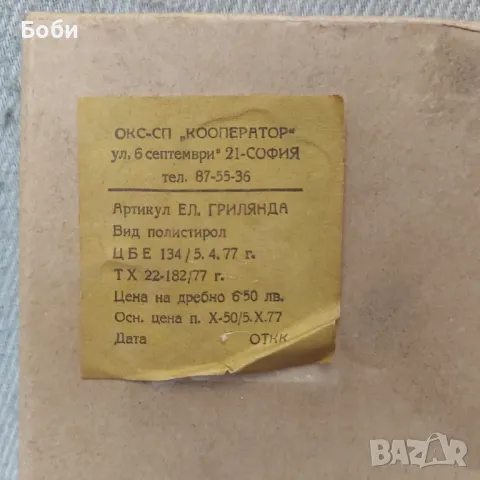 Боби
ОКС-СП „КООПЕРАТОР“
ул. 6 септември" 21-СОФИЯ
тел. 87-55-36
Артикул ЕЛ. ГРИЛЯНДА
Вид полистирол
ЦБЕ 134/5.4.77 г.
ТХ 22-182/77 г.
Цена на дребно 6·50 лв.
Осн. цена п. Х-50/5.Х.77
Дата ОТКК
BAZAR